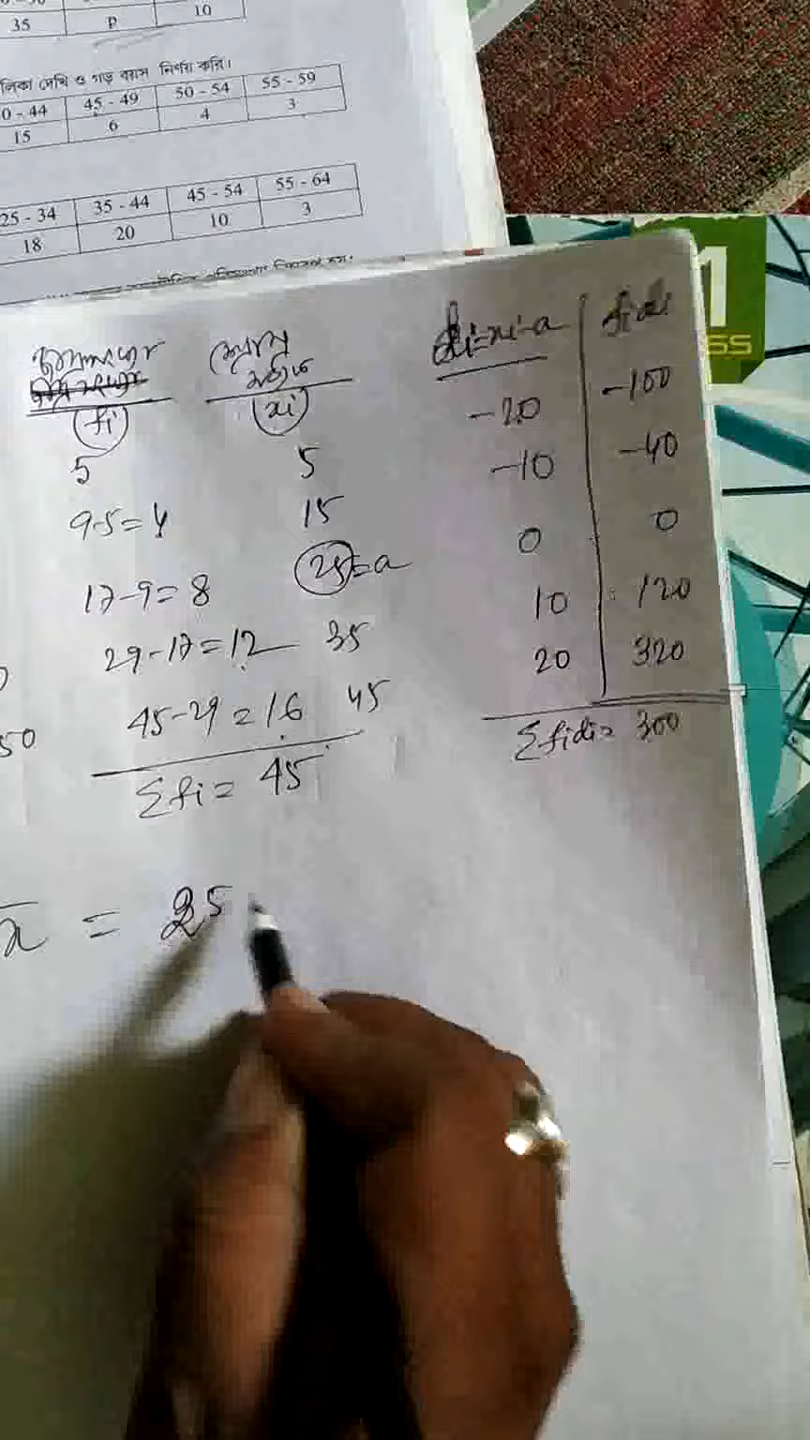 35 P 10
ও গড় বয়স নির্ণয় করি।
0 - 44 45 - 49 50 - 54 55 - 59
15 6 4 3
25 - 34 35 - 44 45 - 54 55 - 64
18 20 10 3
শ্রেণি
di = xi - a fidi
(fi) (xi)
5 5 -20 -100
9-5=4 15 -10 -40
17-9=8 25=a 0 0
29-17=12 35 10 120
45-29=16 45 20 320
50
Σfi = 45 Σfidi = 300
x̄ = 25
1
SS